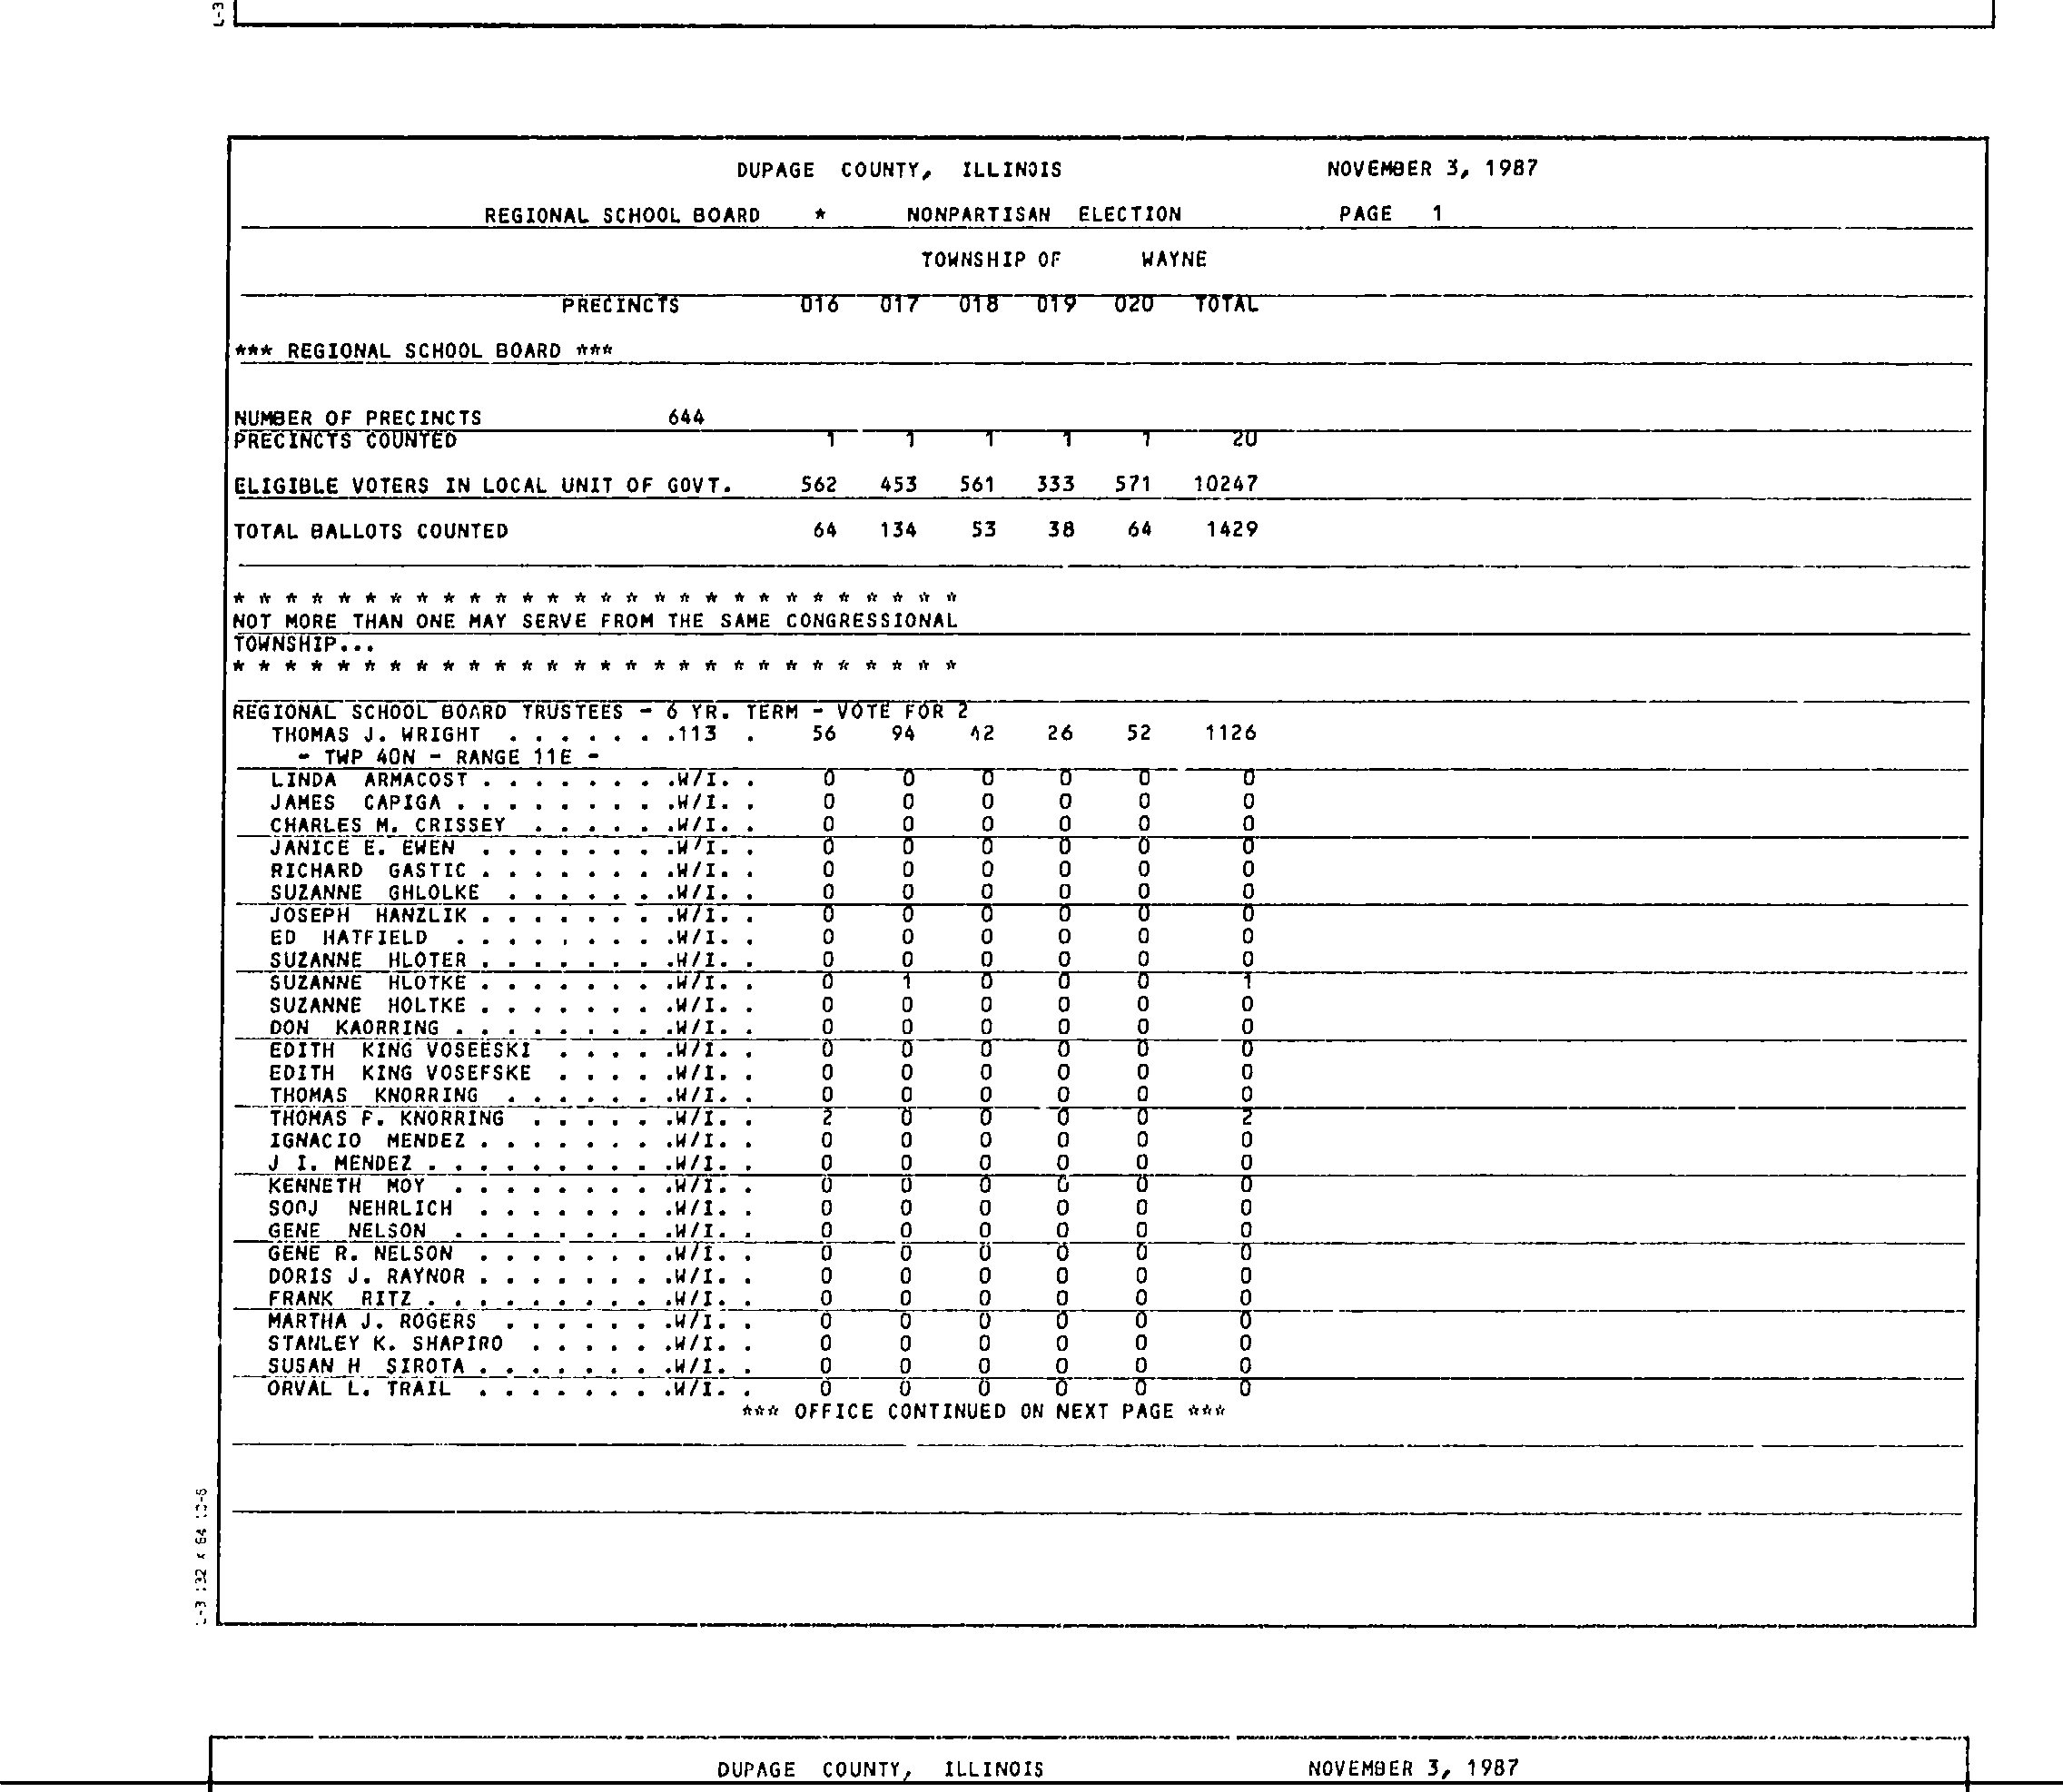 L-3
DUPAGE COUNTY, ILLINOIS NOVEMBER 3, 1987
REGIONAL SCHOOL BOARD * NONPARTISAN ELECTION PAGE 1
TOWNSHIP OF WAYNE
PRECINCTS 016 017 018 019 020 TOTAL
*** REGIONAL SCHOOL BOARD ***
NUMBER OF PRECINCTS 644
PRECINCTS COUNTED 1 1 1 1 1 20
ELIGIBLE VOTERS IN LOCAL UNIT OF GOVT. 562 453 561 333 571 10247
TOTAL BALLOTS COUNTED 64 134 53 38 64 1429
* * * * * * * * * * * * * * * * * * * * * * * * * * * *
NOT MORE THAN ONE MAY SERVE FROM THE SAME CONGRESSIONAL
TOWNSHIP...
* * * * * * * * * * * * * * * * * * * * * * * * * * * *
REGIONAL SCHOOL BOARD TRUSTEES - 6 YR. TERM - VOTE FOR 2
THOMAS J. WRIGHT . . . . . . .113 . 56 94 42 26 52 1126
- TWP 40N - RANGE 11E -
LINDA ARMACOST . . . . . . . .W/I. . 0 0 0 0 0 0
JAMES CAPIGA . . . . . . . . .W/I. . 0 0 0 0 0 0
CHARLES M. CRISSEY . . . . . .W/I. . 0 0 0 0 0 0
JANICE E. EWEN . . . . . . . .W/I. . 0 0 0 0 0 0
RICHARD GASTIC . . . . . . . .W/I. . 0 0 0 0 0 0
SUZANNE GHLOLKE . . . . . . .W/I. . 0 0 0 0 0 0
JOSEPH HANZLIK . . . . . . . .W/I. . 0 0 0 0 0 0
ED HATFIELD . . . . . . . . .W/I. . 0 0 0 0 0 0
SUZANNE HLOTER . . . . . . . .W/I. . 0 0 0 0 0 0
SUZANNE HLOTKE . . . . . . . .W/I. . 0 1 0 0 0 1
SUZANNE HOLTKE . . . . . . . .W/I. . 0 0 0 0 0 0
DON KAORRING . . . . . . . . .W/I. . 0 0 0 0 0 0
EDITH KING VOSEESKI . . . . .W/I. . 0 0 0 0 0 0
EDITH KING VOSEFSKE . . . . .W/I. . 0 0 0 0 0 0
THOMAS KNORRING . . . . . . .W/I. . 0 0 0 0 0 0
THOMAS F. KNORRING . . . . . .W/I. . 2 0 0 0 0 2
IGNACIO MENDEZ . . . . . . . .W/I. . 0 0 0 0 0 0
J I. MENDEZ . . . . . . . . . .W/I. . 0 0 0 0 0 0
KENNETH MOY . . . . . . . . .W/I. . 0 0 0 0 0 0
SOOJ NEHRLICH . . . . . . . .W/I. . 0 0 0 0 0 0
GENE NELSON . . . . . . . . .W/I. . 0 0 0 0 0 0
GENE R. NELSON . . . . . . . .W/I. . 0 0 0 0 0 0
DORIS J. RAYNOR . . . . . . . .W/I. . 0 0 0 0 0 0
FRANK RITZ . . . . . . . . . .W/I. . 0 0 0 0 0 0
MARTHA J. ROGERS . . . . . . .W/I. . 0 0 0 0 0 0
STANLEY K. SHAPIRO . . . . . .W/I. . 0 0 0 0 0 0
SUSAN H SIROTA . . . . . . . .W/I. . 0 0 0 0 0 0
ORVAL L. TRAIL . . . . . . . .W/I. . 0 0 0 0 0 0
*** OFFICE CONTINUED ON NEXT PAGE ***
DUPAGE COUNTY, ILLINOIS NOVEMBER 3, 1987